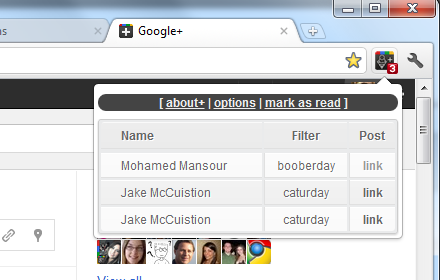 ns
Google+
3
[ about+ | options | mark as read ]
Name Filter Post
Mohamed Mansour booberday link
Jake McCuistion caturday link
Jake McCuistion caturday link
View all